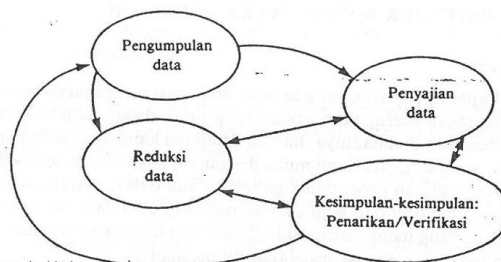 Pengumpulan
data
Penyajian
data
Reduksi
data
Kesimpulan-kesimpulan:
Penarikan/Verifikasi